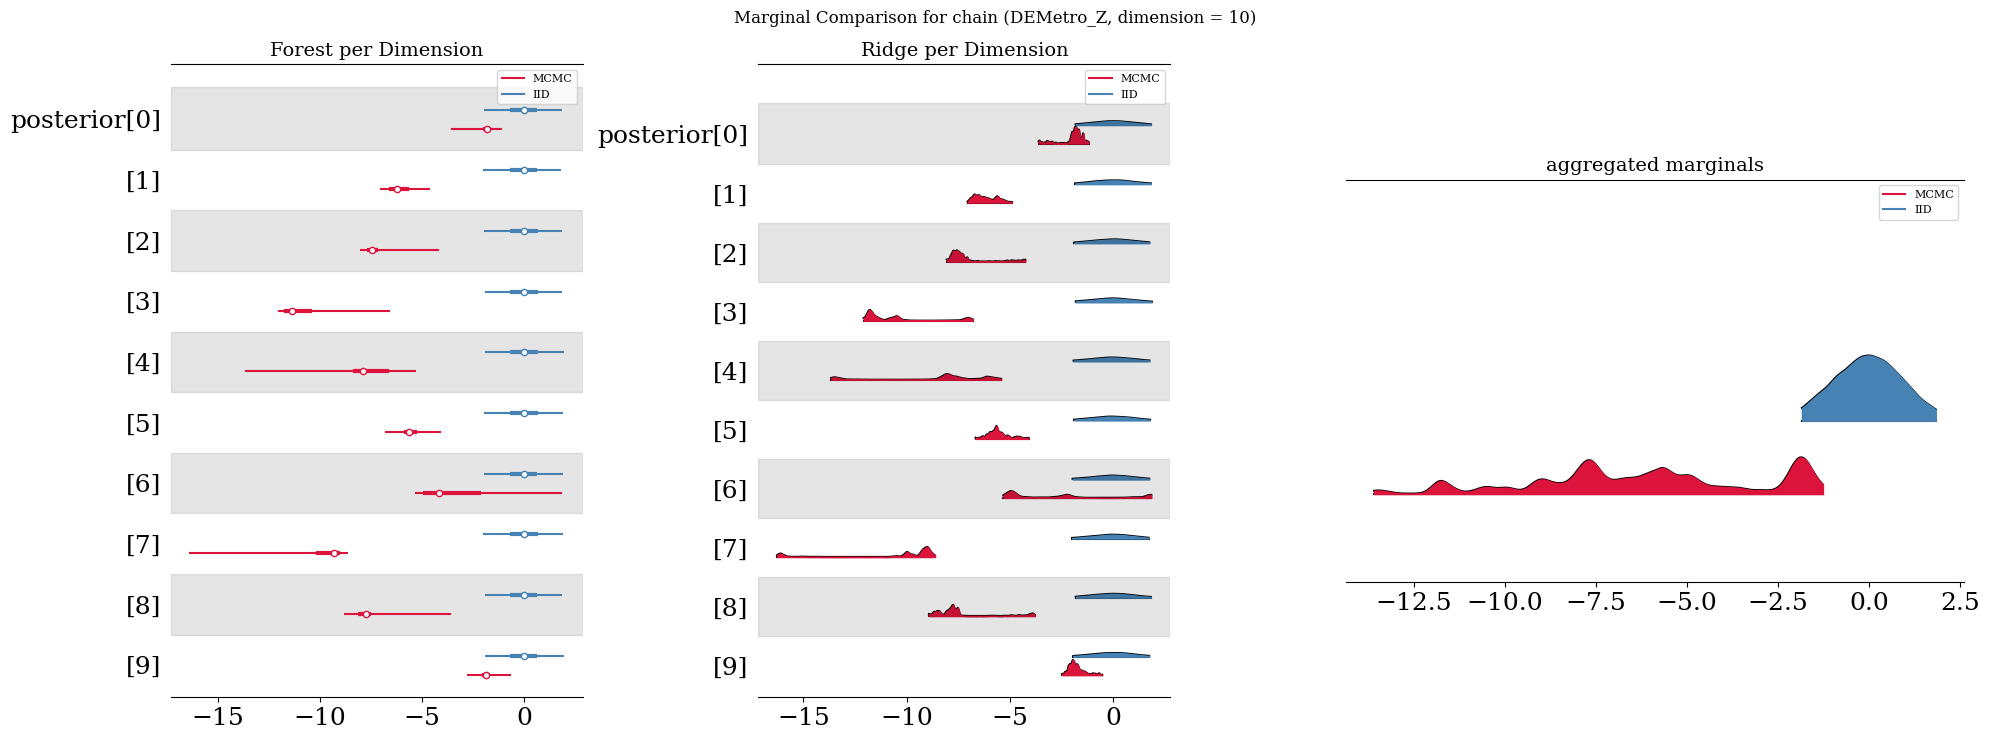 Marginal Comparison for chain (DEMetro_Z, dimension = 10)
Forest per Dimension
MCMC
IID
posterior[0]
[1]
[2]
[3]
[4]
[5]
[6]
[7]
[8]
[9]
−15 −10 −5 0
Ridge per Dimension
MCMC
IID
posterior[0]
[1]
[2]
[3]
[4]
[5]
[6]
[7]
[8]
[9]
−15 −10 −5 0
aggregated marginals
MCMC
IID
−12.5 −10.0 −7.5 −5.0 −2.5 0.0 2.5